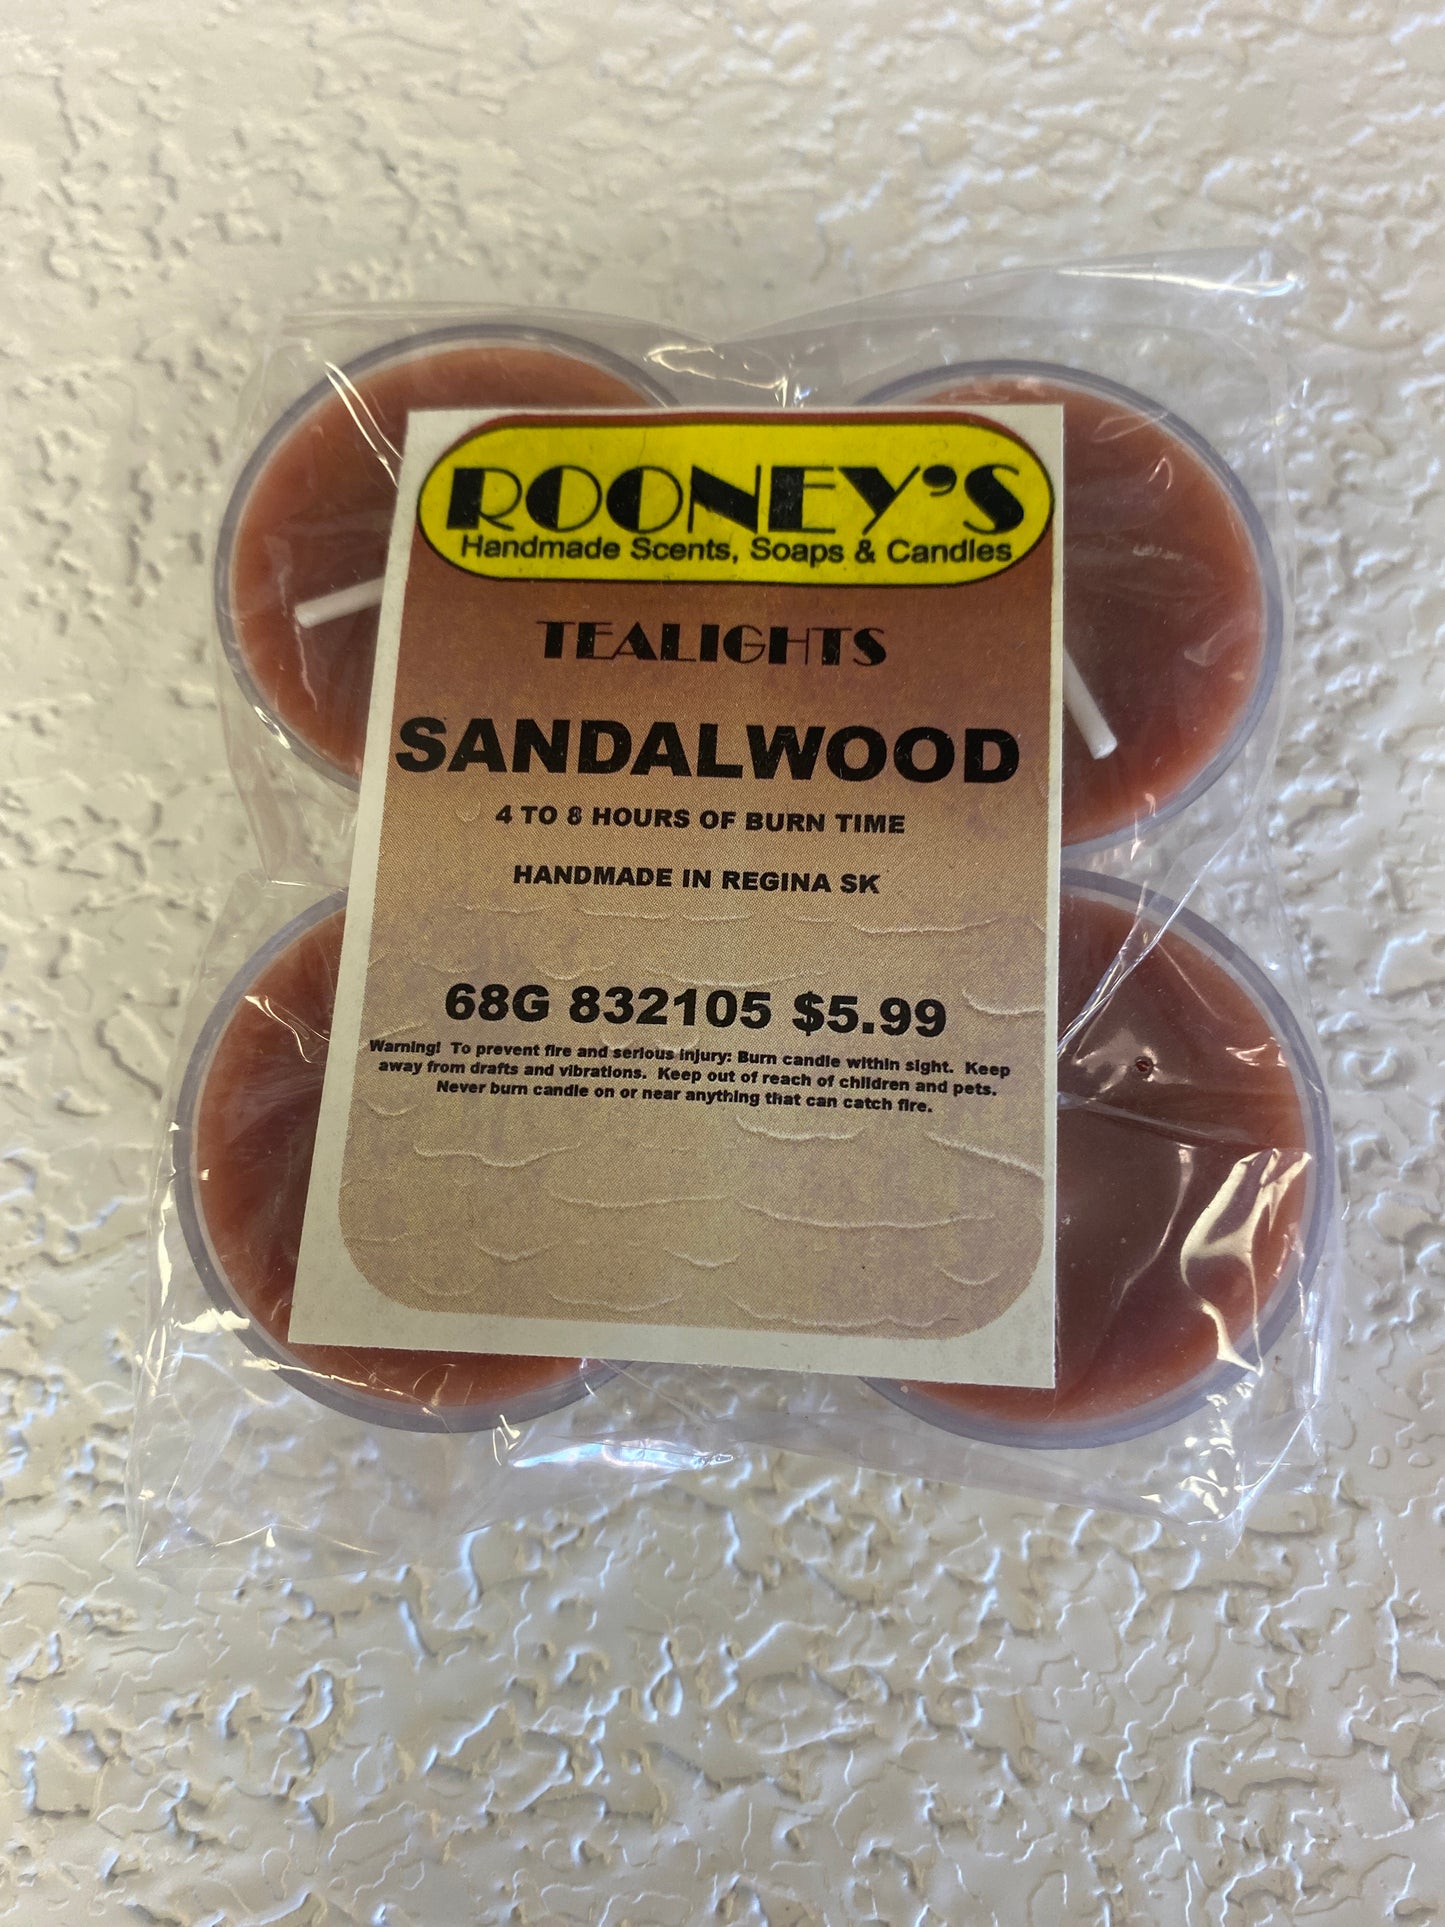 ROONEY'S
Handmade Scents, Soaps & Candles
TEALIGHTS
SANDALWOOD
4 TO 8 HOURS OF BURN TIME
HANDMADE IN REGINA SK
68G 832105 $5.99
Warning! To prevent fire and serious injury: Burn candle within sight. Keep
away from drafts and vibrations. Keep out of reach of children and pets.
Never burn candle on or near anything that can catch fire.